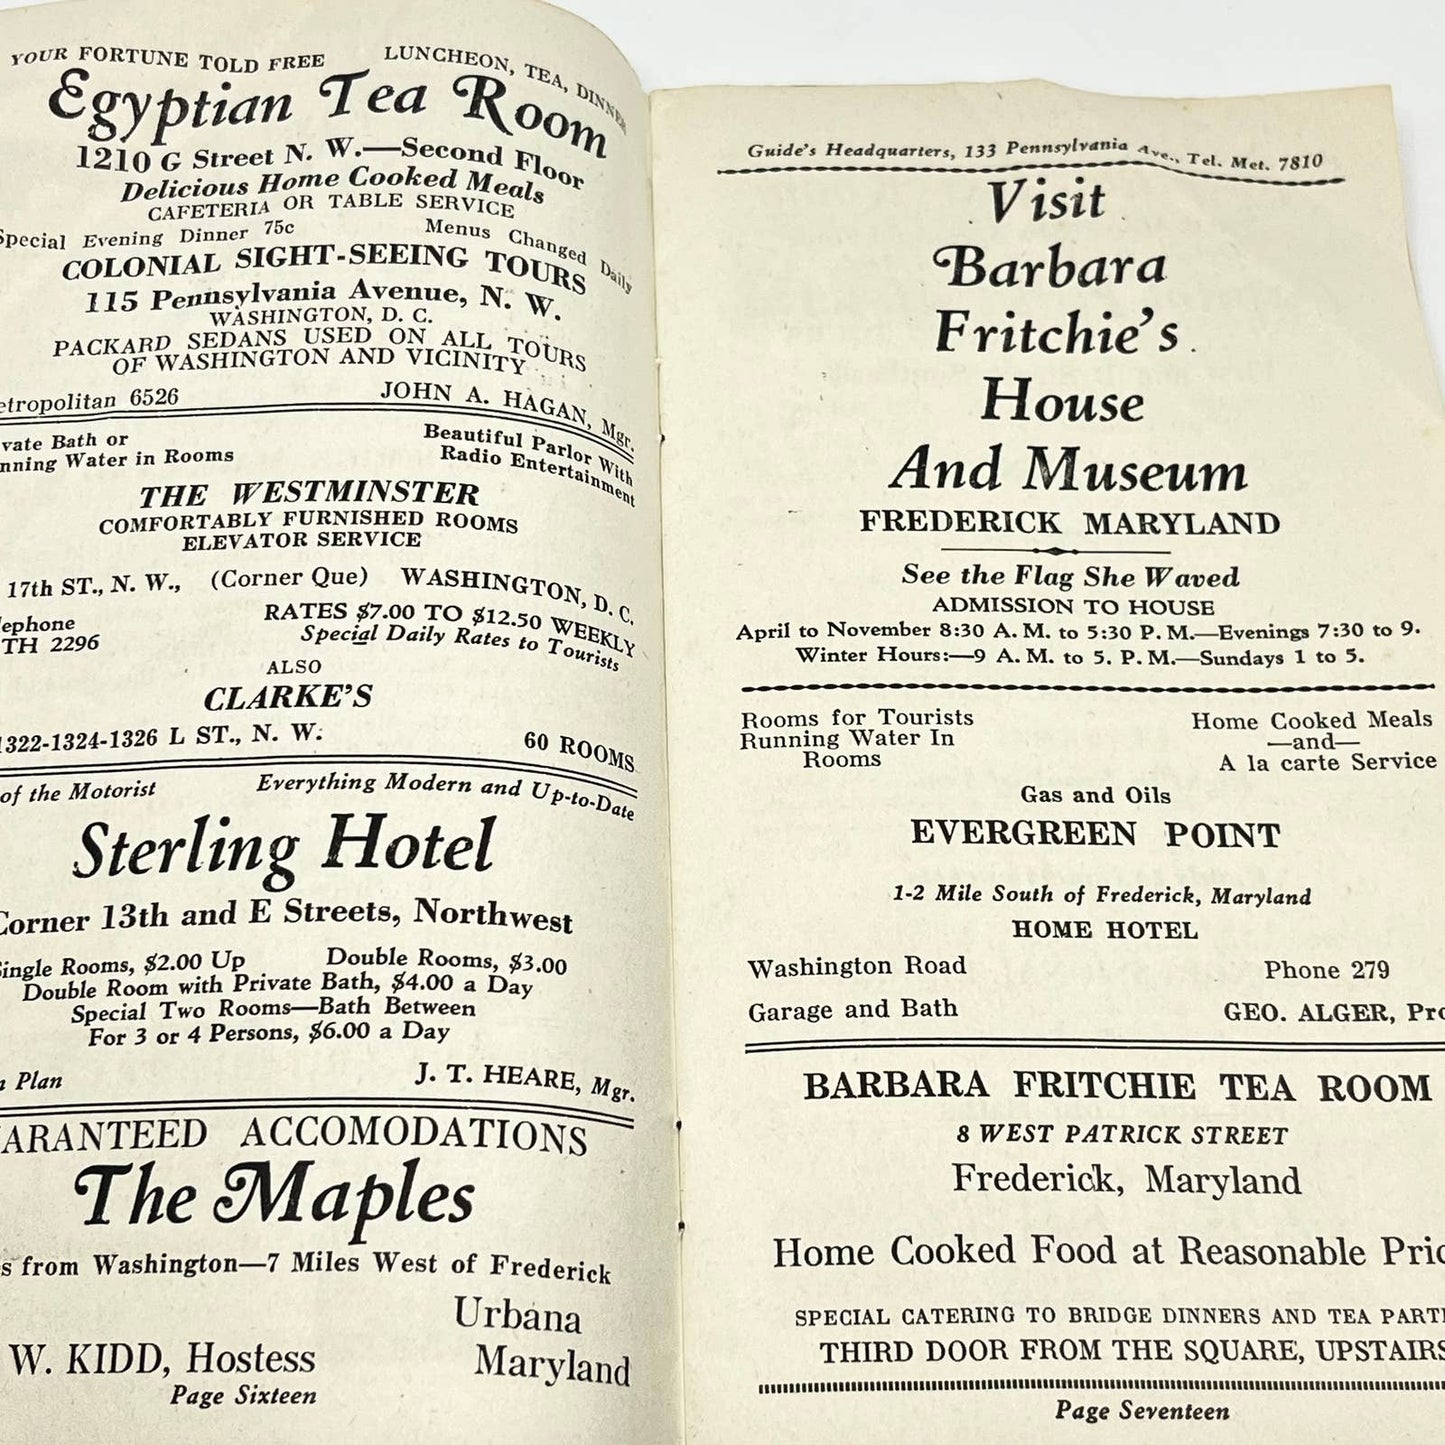 YOUR FORTUNE TOLD FREE LUNCHEON, TEA, DINNER
Egyptian Tea Room
1210 G Street N. W.—Second Floor
Delicious Home Cooked Meals
CAFETERIA OR TABLE SERVICE
Special Evening Dinner 75c Menus Changed Daily
COLONIAL SIGHT-SEEING TOURS
115 Pennsylvania Avenue, N. W.
WASHINGTON, D. C.
PACKARD SEDANS USED ON ALL TOURS
OF WASHINGTON AND VICINITY
etropolitan 6526 JOHN A. HAGAN, Mgr.
vate Bath or Beautiful Parlor With
nning Water in Rooms Radio Entertainment
THE WESTMINSTER
COMFORTABLY FURNISHED ROOMS
ELEVATOR SERVICE
17th ST., N. W., (Corner Que) WASHINGTON, D. C.
lephone RATES $7.00 TO $12.50 WEEKLY
TH 2296 Special Daily Rates to Tourists
ALSO
CLARKE'S
1322-1324-1326 L ST., N. W. 60 ROOMS
of the Motorist Everything Modern and Up-to-Date
Sterling Hotel
Corner 13th and E Streets, Northwest
Single Rooms, $2.00 Up Double Rooms, $3.00
Double Room with Private Bath, $4.00 a Day
Special Two Rooms—Bath Between
For 3 or 4 Persons, $6.00 a Day
n Plan J. T. HEARE, Mgr.
ARANTEED ACCOMODATIONS
The Maples
s from Washington—7 Miles West of Frederick
Urbana
W. KIDD, Hostess Maryland
Page Sixteen
Guide's Headquarters, 133 Pennsylvania Ave., Tel. Met. 7810
Visit
Barbara
Fritchie's
House
And Museum
FREDERICK MARYLAND
See the Flag She Waved
ADMISSION TO HOUSE
April to November 8:30 A. M. to 5:30 P. M.—Evenings 7:30 to 9.
Winter Hours:—9 A. M. to 5. P. M.—Sundays 1 to 5.
Rooms for Tourists Home Cooked Meals
Running Water In —and—
Rooms A la carte Service
Gas and Oils
EVERGREEN POINT
1-2 Mile South of Frederick, Maryland
HOME HOTEL
Washington Road Phone 279
Garage and Bath GEO. ALGER, Pro
BARBARA FRITCHIE TEA ROOM
8 WEST PATRICK STREET
Frederick, Maryland
Home Cooked Food at Reasonable Pric
SPECIAL CATERING TO BRIDGE DINNERS AND TEA PARTI
THIRD DOOR FROM THE SQUARE, UPSTAIRS
Page Seventeen